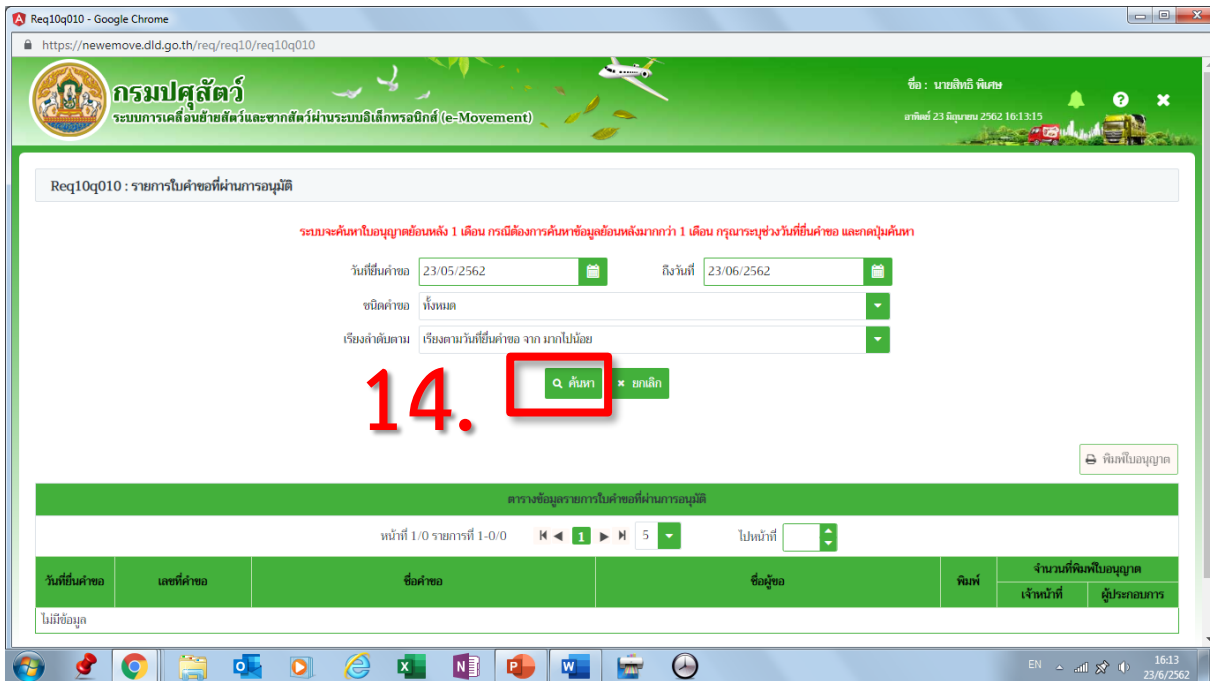 Req10q010 - Google Chrome
https://newemove.dld.go.th/req/req10/req10q010
กรมปศุสัตว์
ระบบการเคลื่อนย้ายสัตว์และซากสัตว์ผ่านระบบอิเล็กทรอนิกส์ (e-Movement)
ชื่อ : นายสิทธิ พิเศษ
อาทิตย์ 23 มิถุนายน 2562 16:13:15
Req10q010 : รายการใบคำขอที่ผ่านการอนุมัติ
ระบบจะค้นหาใบอนุญาตย้อนหลัง 1 เดือน กรณีต้องการค้นหาข้อมูลย้อนหลังมากกว่า 1 เดือน กรุณาระบุช่วงวันที่ยื่นคำขอ และกดปุ่มค้นหา
วันที่ยื่นคำขอ 23/05/2562 ถึงวันที่ 23/06/2562
ชนิดคำขอ ทั้งหมด
เรียงลำดับตาม เรียงตามวันที่ยื่นคำขอ จาก มากไปน้อย
14. ค้นหา ยกเลิก
พิมพ์ใบอนุญาต
ตารางข้อมูลรายการใบคำขอที่ผ่านการอนุมัติ
หน้าที่ 1/0 รายการที่ 1-0/0 1 5 ไปหน้าที่
วันที่ยื่นคำขอ เลขที่คำขอ ชื่อคำขอ ชื่อผู้ขอ พิมพ์ จำนวนที่พิมพ์ใบอนุญาต
เจ้าหน้าที่ ผู้ประกอบการ
ไม่มีข้อมูล
EN 16:13
23/6/2562